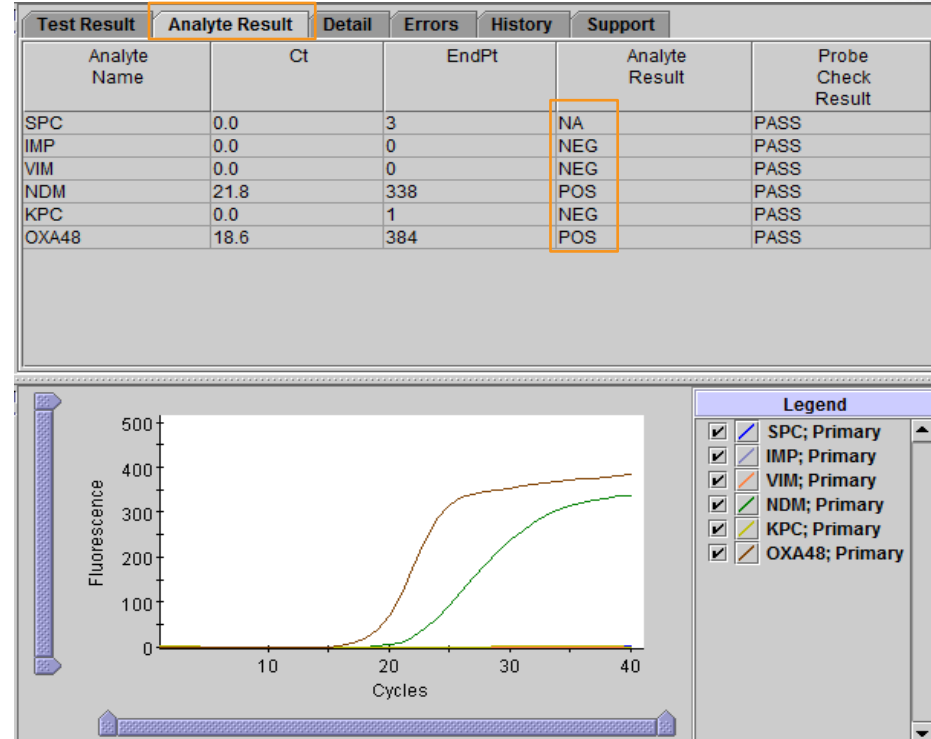 Test Result Analyte Result Detail Errors History Support
Analyte Name Ct EndPt Analyte Result Probe Check Result
SPC 0.0 3 NA PASS
IMP 0.0 0 NEG PASS
VIM 0.0 0 NEG PASS
NDM 21.8 338 POS PASS
KPC 0.0 1 NEG PASS
OXA48 18.6 384 POS PASS
Legend
SPC; Primary
IMP; Primary
VIM; Primary
NDM; Primary
KPC; Primary
OXA48; Primary
500
400
300
200
100
0
Fluorescence
10 20 30 40
Cycles